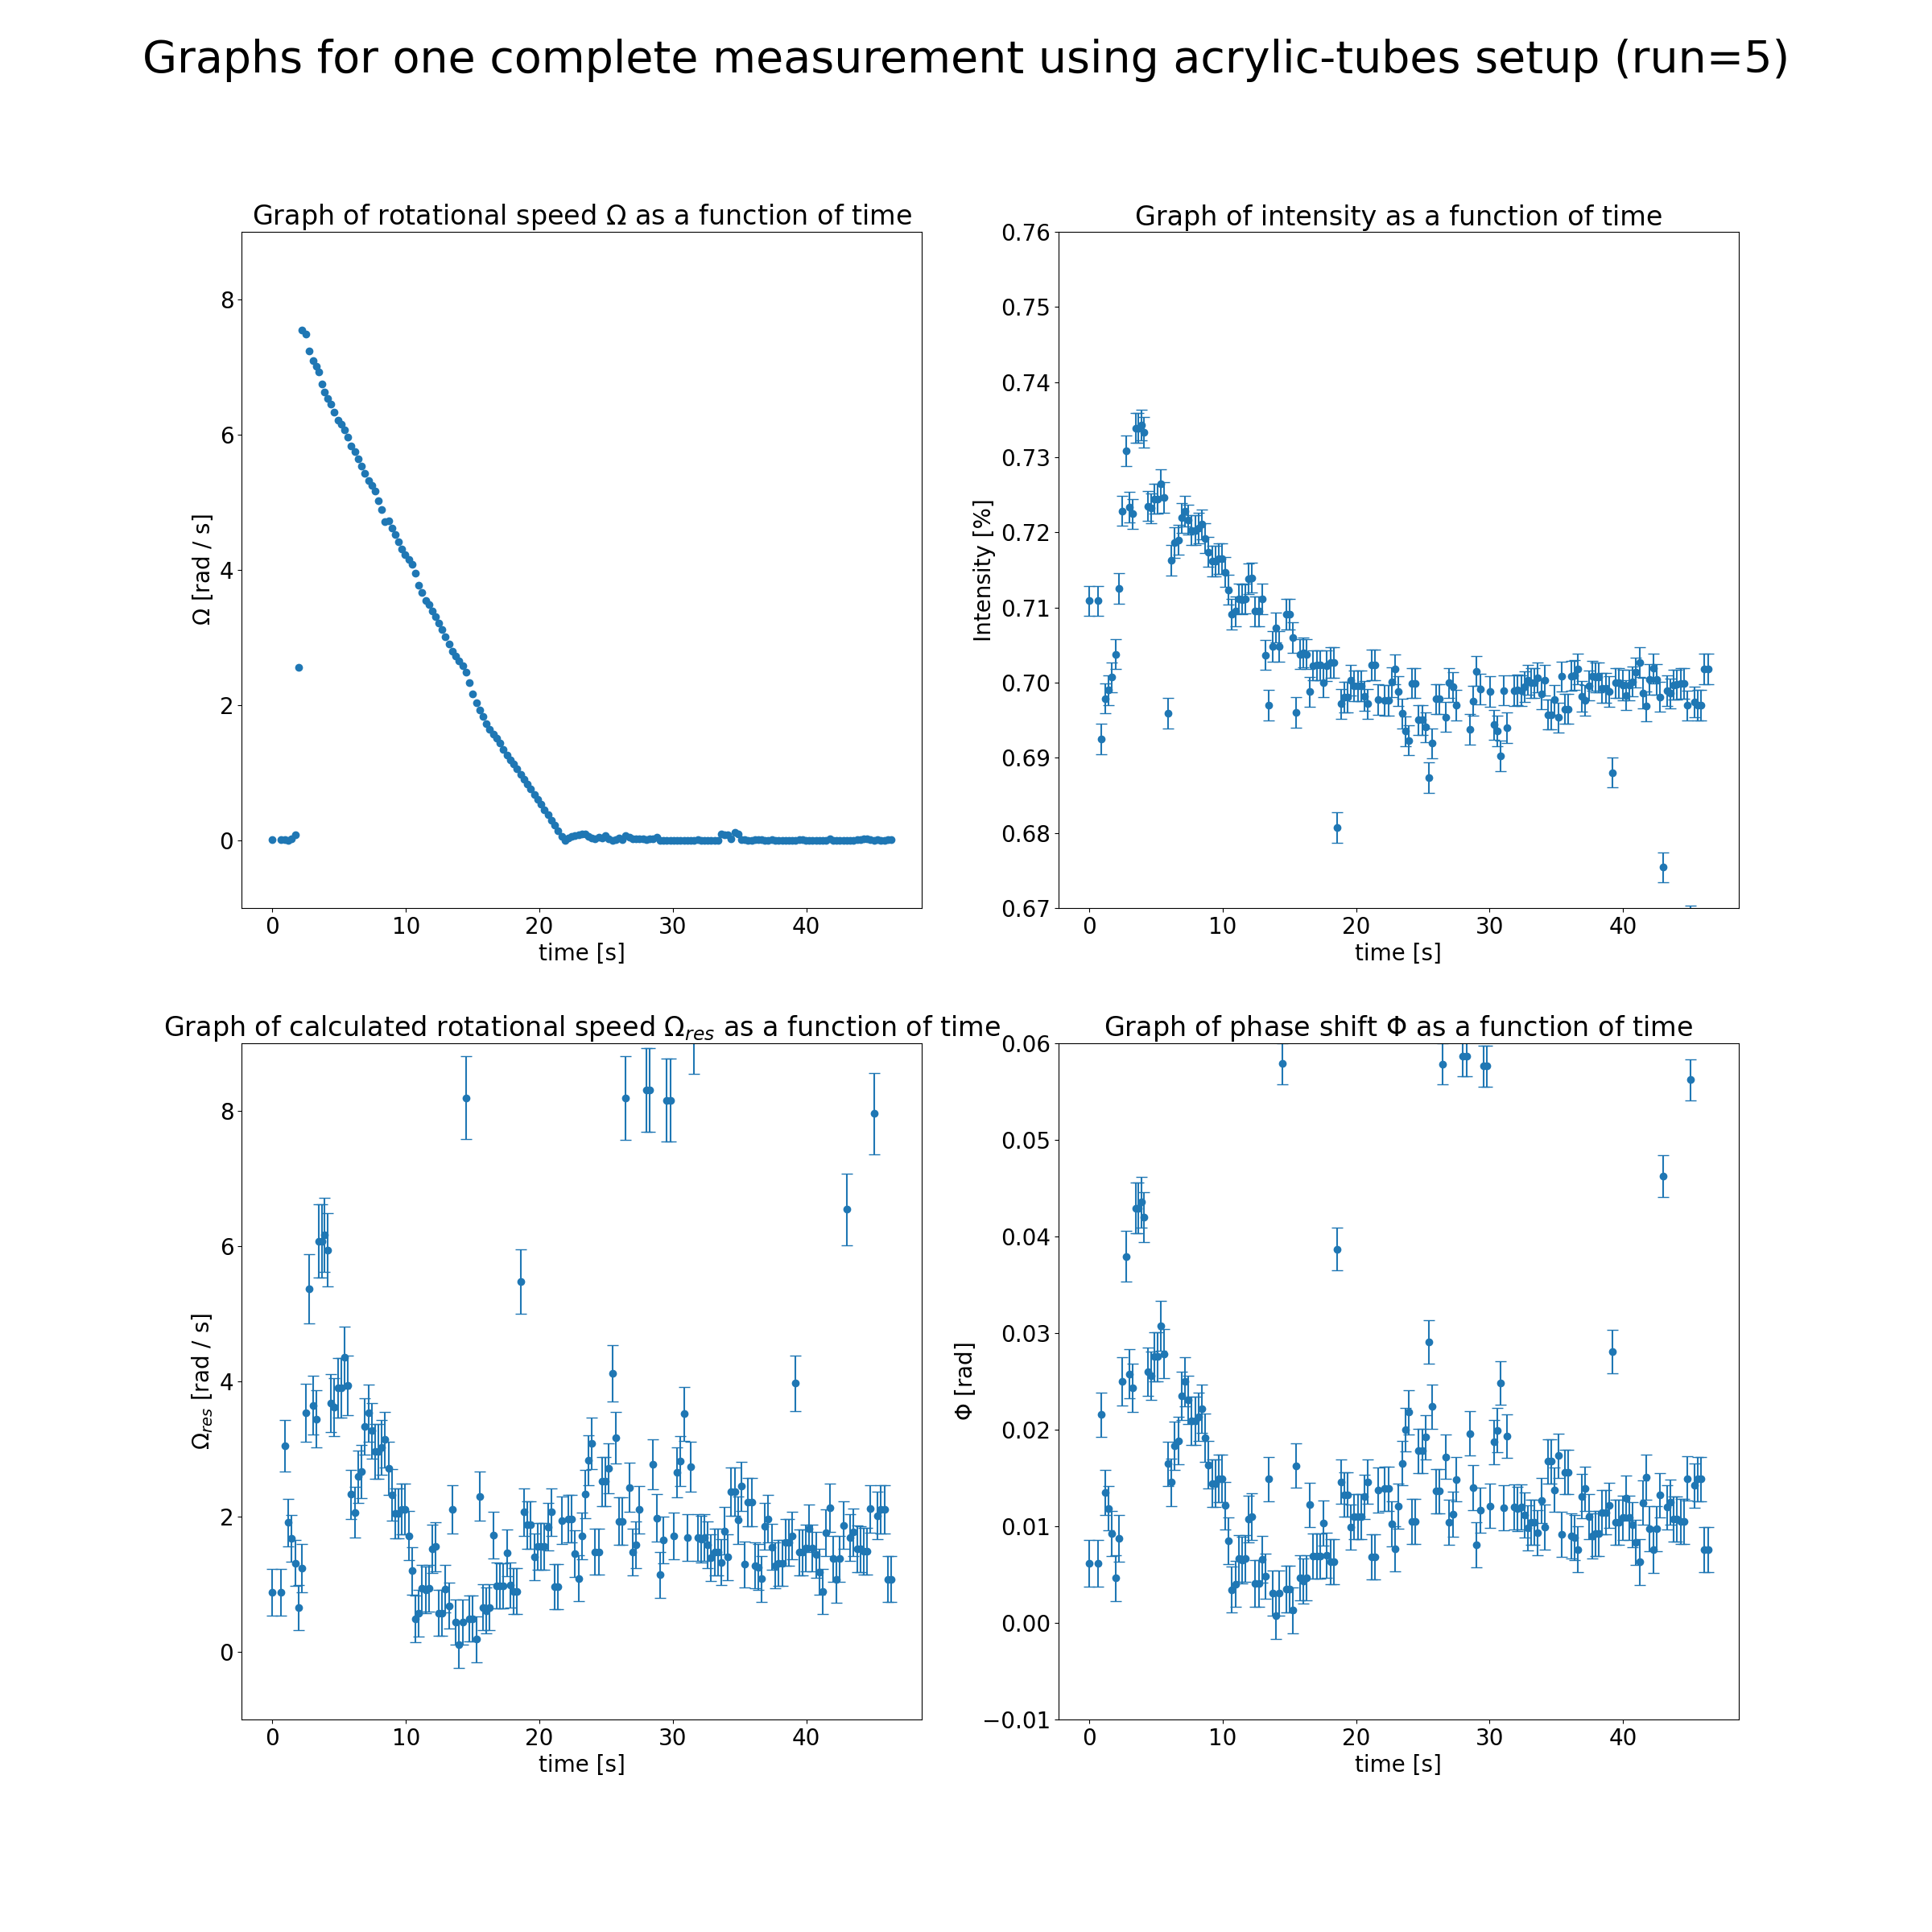 Graphs for one complete measurement using acrylic-tubes setup (run=5)
Graph of rotational speed Ω as a function of time
8
6
4
2
0
Ω [rad / s]
0 10 20 30 40
time [s]
Graph of intensity as a function of time
0.76
0.75
0.74
0.73
0.72
0.71
0.70
0.69
0.68
0.67
Intensity [%]
0 10 20 30 40
time [s]
Graph of calculated rotational speed Ωres as a function of time
8
6
4
2
0
Ωres [rad / s]
0 10 20 30 40
time [s]
Graph of phase shift Φ as a function of time
0.06
0.05
0.04
0.03
0.02
0.01
0.00
−0.01
Φ [rad]
0 10 20 30 40
time [s]